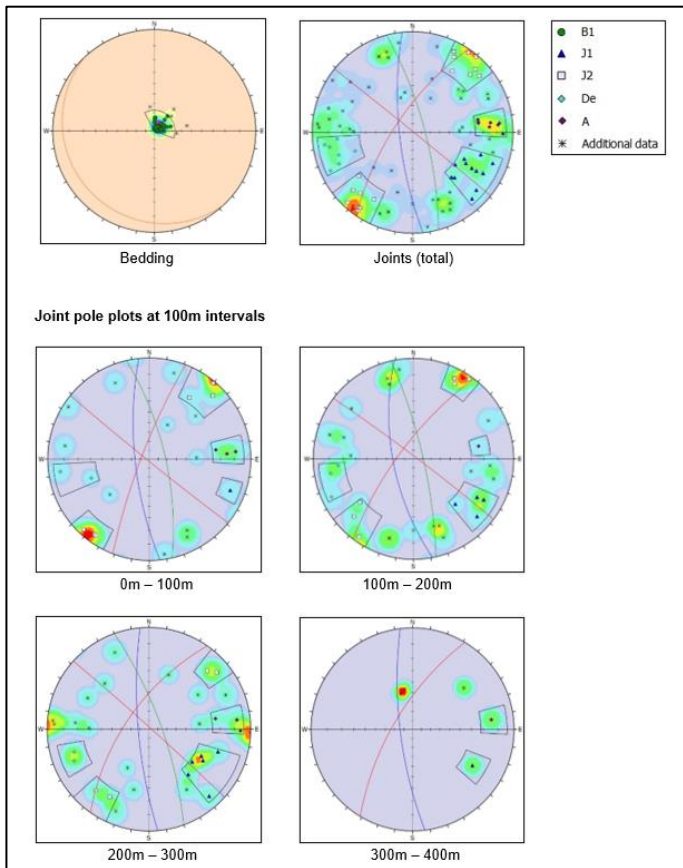 N
W
E
S
Bedding
N
W
E
S
Joints (total)
B1
J1
J2
De
A
Additional data
Joint pole plots at 100m intervals
N
W
E
S
0m – 100m
N
W
E
S
100m – 200m
N
W
E
S
200m – 300m
N
W
E
S
300m – 400m